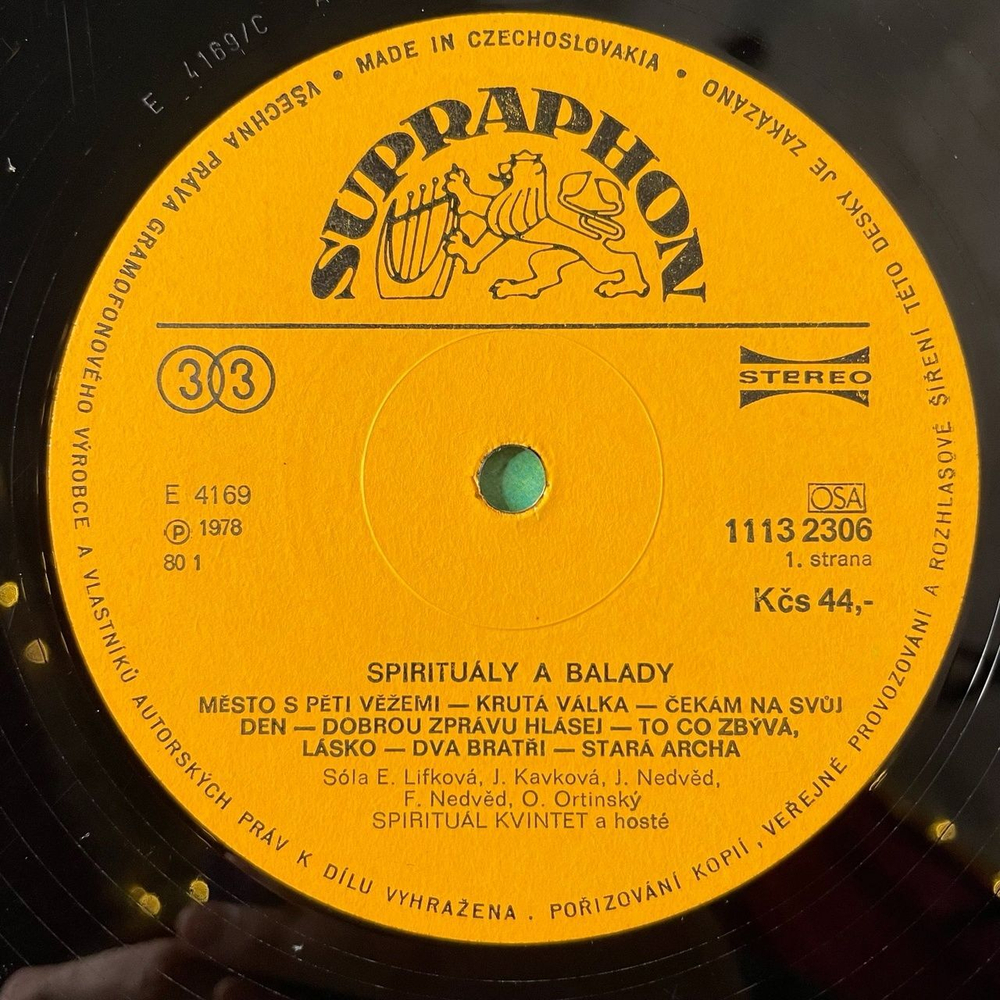 E 4169/C
• MADE IN CZECHOSLOVAKIA •
VŠECHNA PRÁVA GRAMOFONOVÉHO VÝROBCE A VLASTNÍKŮ AUTORSKÝCH PRÁV K DÍLU VYHRAŽENA . POŘIZOVÁNÍ KOPIÍ , VEŘEJNÉ PROVOZOVÁNÍ A ROZHLASOVÉ ŠÍŘENÍ TÉTO DESKY JE ZAKÁZÁNO
SUPRAPHON
33
STEREO
E 4169
Ⓟ 1978
80 1
OSA
1113 2306
1. strana
Kčs 44,-
SPIRITUÁLY A BALADY
MĚSTO S PĚTI VĚŽEMI — KRUTÁ VÁLKA — ČEKÁM NA SVŮJ
DEN — DOBROU ZPRÁVU HLÁSEJ — TO CO ZBÝVÁ,
LÁSKO — DVA BRATŘI — STARÁ ARCHA
Sóla E. Lifková, J. Kavková, J. Nedvěd,
F. Nedvěd, O. Ortinský
SPIRITUÁL KVINTET a hosté